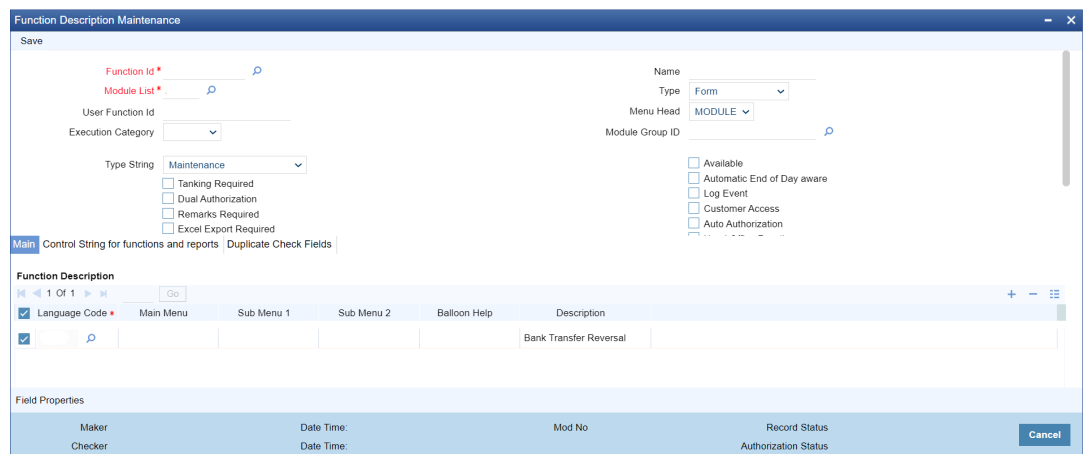 Function Description Maintenance
Save
Function Id *
Name
Module List *
Type Form
User Function Id
Menu Head MODULE
Execution Category
Module Group ID
Type String Maintenance
Available
Tanking Required
Automatic End of Day aware
Dual Authorization
Log Event
Remarks Required
Customer Access
Excel Export Required
Auto Authorization
Main Control String for functions and reports Duplicate Check Fields
Function Description
1 Of 1 Go
Language Code * Main Menu Sub Menu 1 Sub Menu 2 Balloon Help Description
Bank Transfer Reversal
Field Properties
Maker Date Time: Mod No Record Status
Checker Date Time: Authorization Status
Cancel